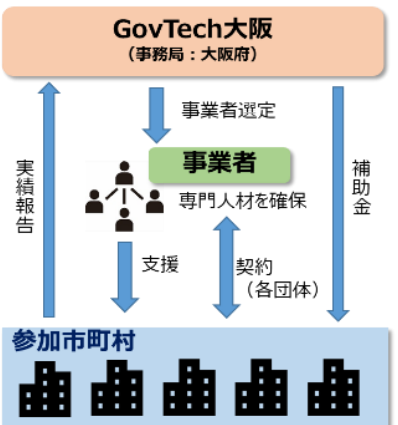 GovTech大阪
（事務局：大阪府）
事業者選定
事業者
専門人材を確保
実績報告
補助金
支援
契約
（各団体）
参加市町村